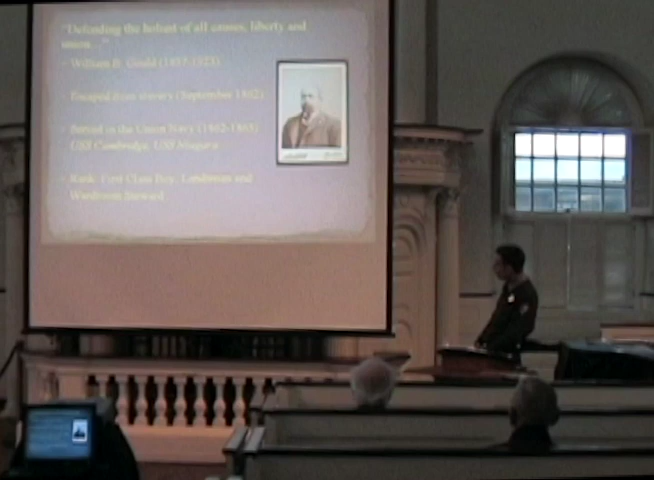 "Defending the holiest of all causes, liberty and
union..."
William B. Gould (1837-1923)
Escaped from slavery (September 1862)
Served in the Union Navy (1862-1865)
USS Cambridge, USS Niagara
Rank: First Class Boy, Landsman and
Wardroom Steward